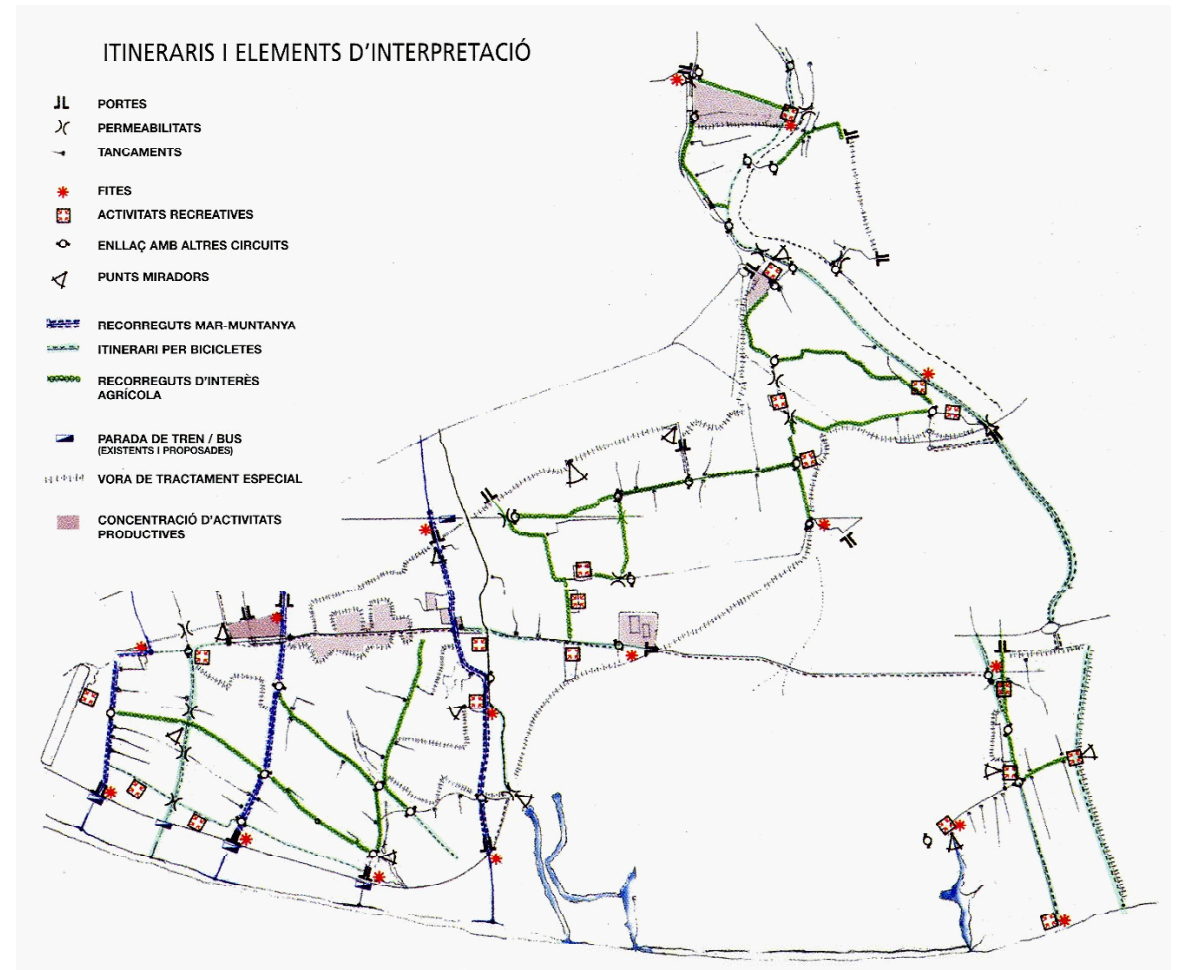 ITINERARIS I ELEMENTS D'INTERPRETACIÓ
PORTES
PERMEABILITATS
TANCAMENTS
FITES
ACTIVITATS RECREATIVES
ENLLAÇ AMB ALTRES CIRCUITS
PUNTS MIRADORS
RECORREGUTS MAR-MUNTANYA
ITINERARI PER BICICLETES
RECORREGUTS D'INTERÈS
AGRÍCOLA
PARADA DE TREN / BUS
(EXISTENTS I PROPOSADES)
VORA DE TRACTAMENT ESPECIAL
CONCENTRACIÓ D'ACTIVITATS
PRODUCTIVES